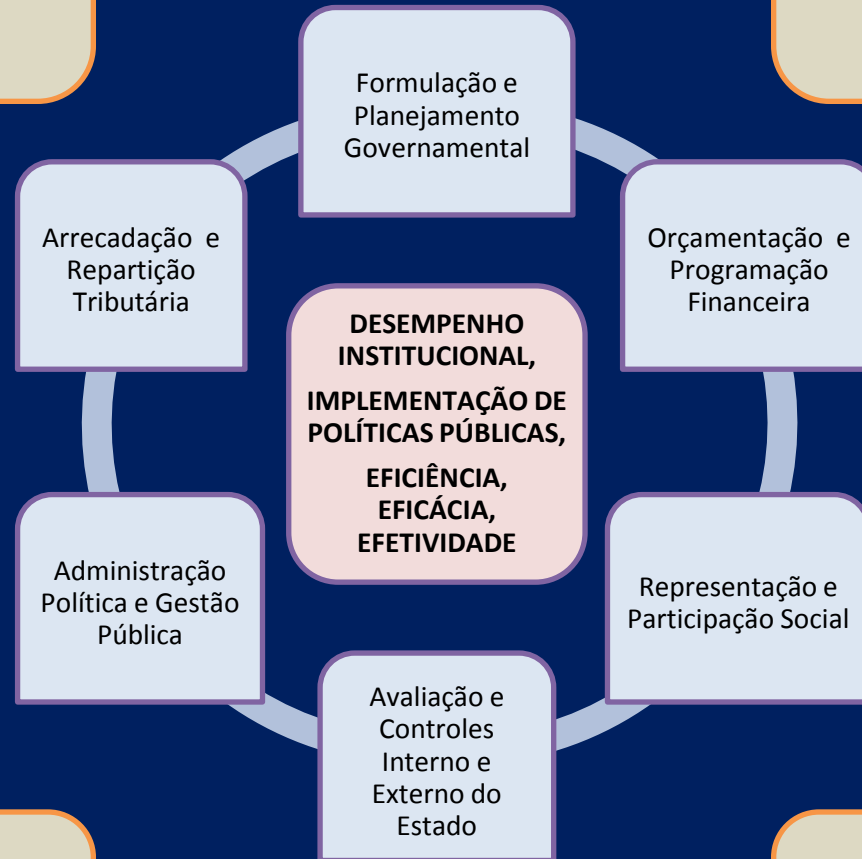 Formulação e
Planejamento
Governamental
Arrecadação e
Repartição
Tributária
Orçamentação e
Programação
Financeira
DESEMPENHO
INSTITUCIONAL,
IMPLEMENTAÇÃO DE
POLÍTICAS PÚBLICAS,
EFICIÊNCIA,
EFICÁCIA,
EFETIVIDADE
Administração
Política e Gestão
Pública
Representação e
Participação Social
Avaliação e
Controles
Interno e
Externo do
Estado